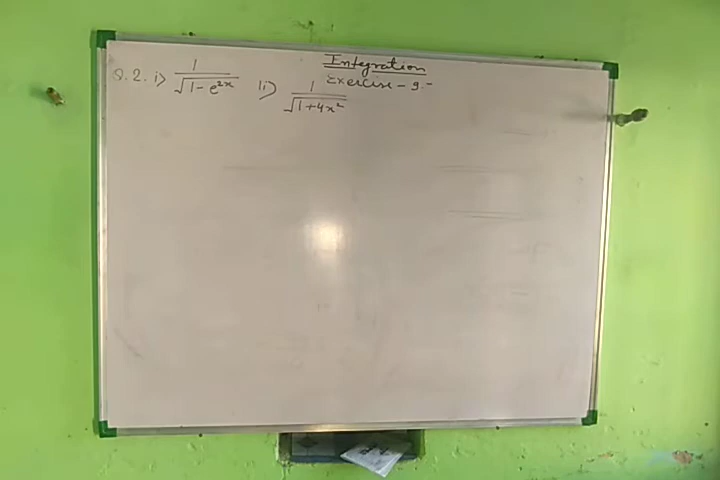 Integration
Exercise - 9.
Q. 2. i) 1/√(1 - e^2x) ii) 1/√(1+4x²)